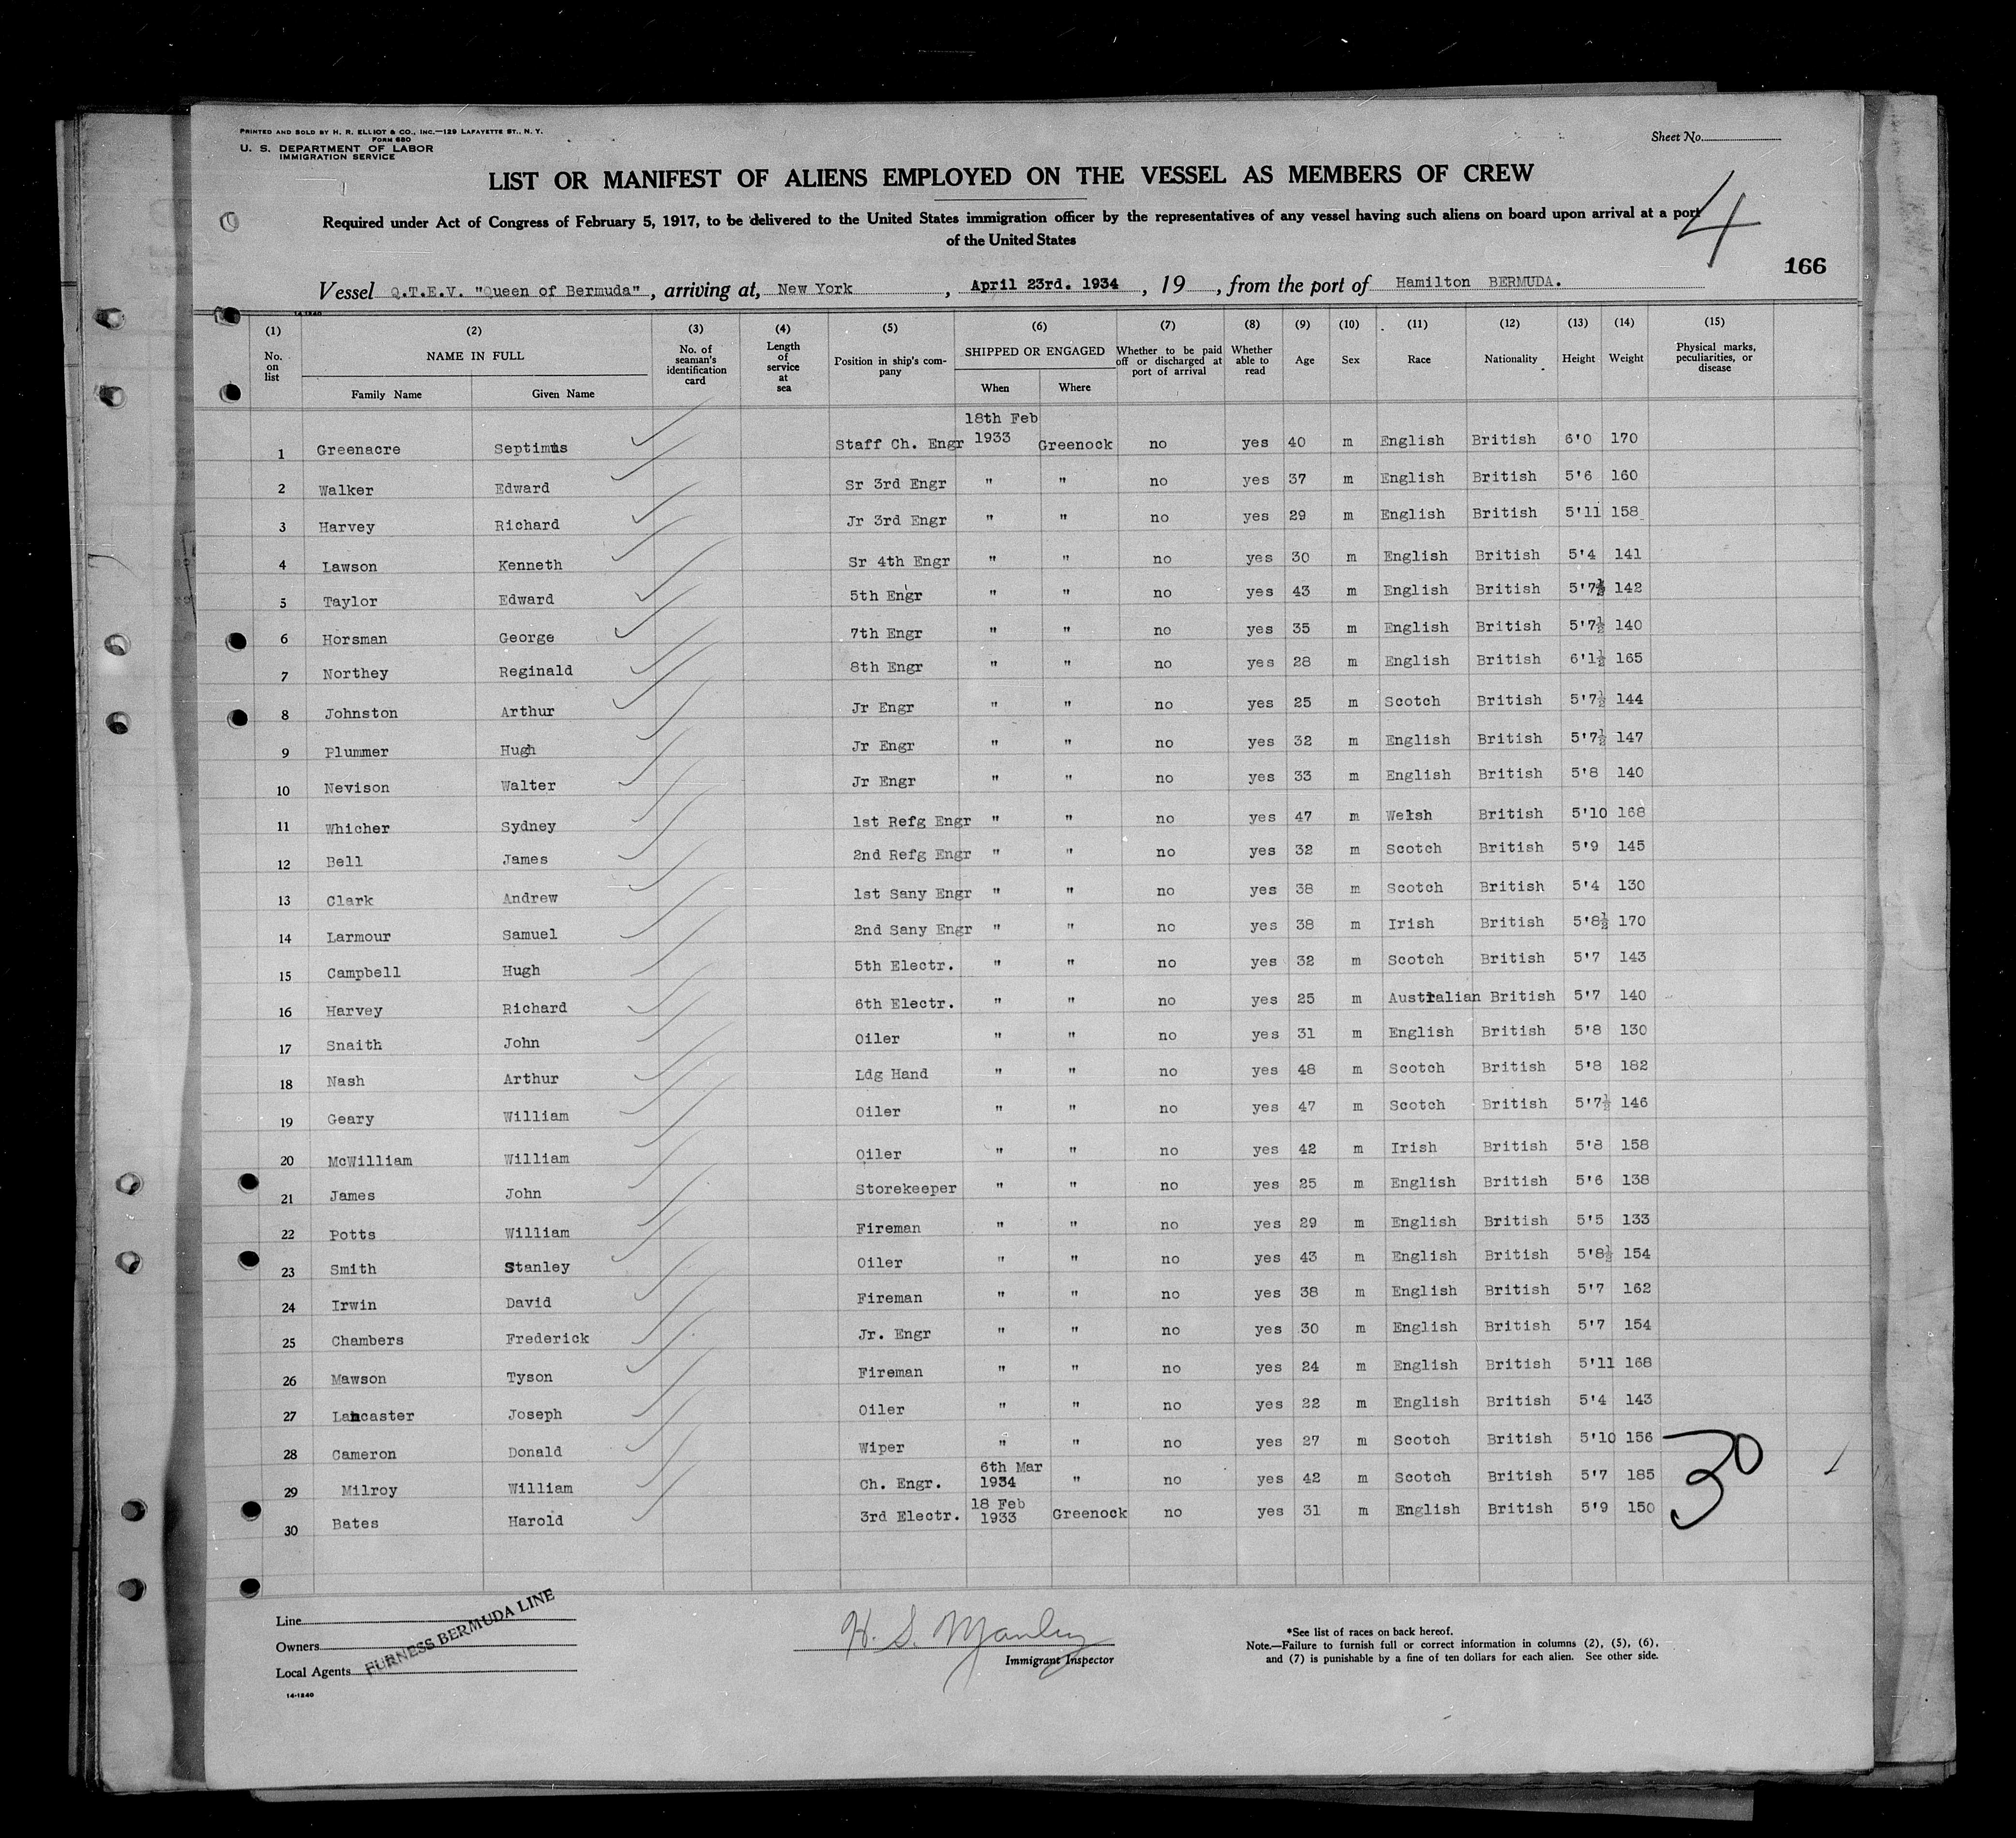 PRINTED AND SOLD BY H. R. ELLIOT & CO., INC.—129 LAFAYETTE ST., N. Y.
FORM 680
U. S. DEPARTMENT OF LABOR
IMMIGRATION SERVICE
Sheet No.
LIST OR MANIFEST OF ALIENS EMPLOYED ON THE VESSEL AS MEMBERS OF CREW
Required under Act of Congress of February 5, 1917, to be delivered to the United States immigration officer by the representatives of any vessel having such aliens on board upon arrival at a port
of the United States
4
166
Vessel Q.T.E.V. "Queen of Bermuda", arriving at, New York, April 23rd. 1934, 19, from the port of Hamilton BERMUDA.
14-1240
(1) (2) (3) (4) (5) (6) (7) (8) (9) (10) (11) (12) (13) (14) (15)
No. on list NAME IN FULL Family Name Given Name No. of seaman's identification card Length of service at sea Position in ship's company SHIPPED OR ENGAGED When Where Whether to be paid off or discharged at port of arrival Whether able to read Age Sex Race Nationality Height Weight Physical marks, peculiarities, or disease
1 Greenacre Septimus Staff Ch. Engr 18th Feb 1933 Greenock no yes 40 m English British 6'0 170
2 Walker Edward Sr 3rd Engr " " no yes 37 m English British 5'6 160
3 Harvey Richard Jr 3rd Engr " " no yes 29 m English British 5'11 158
4 Lawson Kenneth Sr 4th Engr " " no yes 30 m English British 5'4 141
5 Taylor Edward 5th Engr " " no yes 43 m English British 5'7½ 142
6 Horsman George 7th Engr " " no yes 35 m English British 5'7½ 140
7 Northey Reginald 8th Engr " " no yes 28 m English British 6'1½ 165
8 Johnston Arthur Jr Engr " " no yes 25 m Scotch British 5'7½ 144
9 Plummer Hugh Jr Engr " " no yes 32 m English British 5'7½ 147
10 Nevison Walter Jr Engr " " no yes 33 m English British 5'8 140
11 Whicher Sydney 1st Refg Engr " " no yes 47 m Welsh British 5'10 168
12 Bell James 2nd Refg Engr " " no yes 32 m Scotch British 5'9 145
13 Clark Andrew 1st Sany Engr " " no yes 38 m Scotch British 5'4 130
14 Larmour Samuel 2nd Sany Engr " " no yes 38 m Irish British 5'8½ 170
15 Campbell Hugh 5th Electr. " " no yes 32 m Scotch British 5'7 143
16 Harvey Richard 6th Electr. " " no yes 25 m Australian British 5'7 140
17 Snaith John Oiler " " no yes 31 m English British 5'8 130
18 Nash Arthur Ldg Hand " " no yes 48 m Scotch British 5'8 182
19 Geary William Oiler " " no yes 47 m Scotch British 5'7½ 146
20 McWilliam William Oiler " " no yes 42 m Irish British 5'8 158
21 James John Storekeeper " " no yes 25 m English British 5'6 138
22 Potts William Fireman " " no yes 29 m English British 5'5 133
23 Smith Stanley Oiler " " no yes 43 m English British 5'8½ 154
24 Irwin David Fireman " " no yes 38 m English British 5'7 162
25 Chambers Frederick Jr. Engr " " no yes 30 m English British 5'7 154
26 Mawson Tyson Fireman " " no yes 24 m English British 5'11 168
27 Lancaster Joseph Oiler " " no yes 22 m English British 5'4 143
28 Cameron Donald Wiper " " no yes 27 m Scotch British 5'10 156
29 Milroy William Ch. Engr. 6th Mar 1934 " no yes 42 m Scotch British 5'7 185
30 Bates Harold 3rd Electr. 18 Feb 1933 Greenock no yes 31 m English British 5'9 150
30
Line
Owners
Local Agents
FURNESS BERMUDA LINE
14-1240
H. S. Manley
Immigrant Inspector
*See list of races on back hereof.
Note.—Failure to furnish full or correct information in columns (2), (5), (6),
and (7) is punishable by a fine of ten dollars for each alien. See other side.